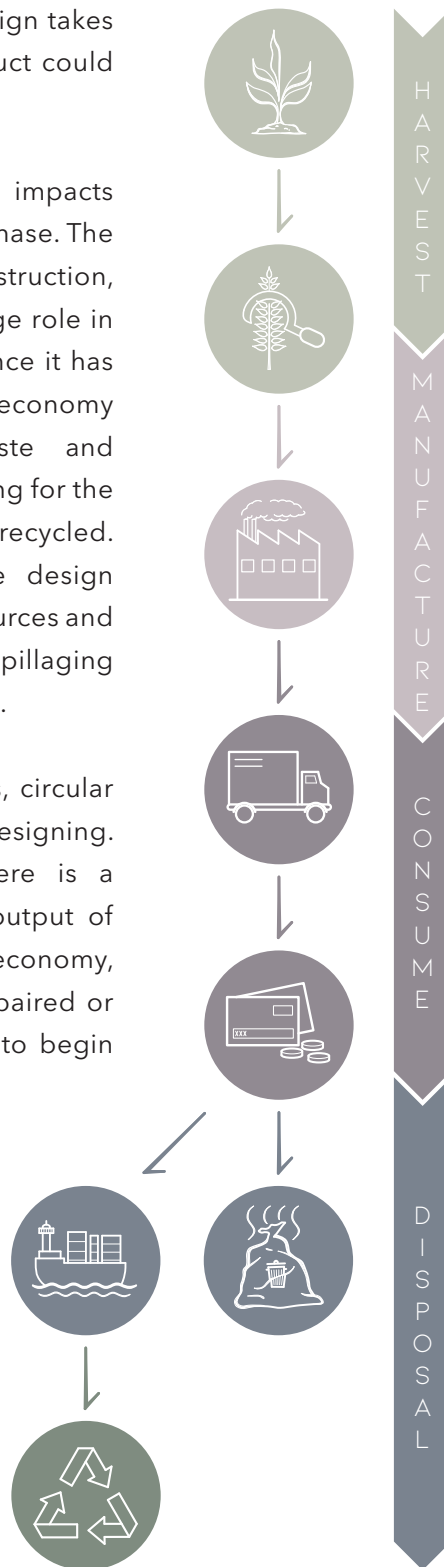 ign takes
uct could
impacts
hase. The
struction,
ge role in
nce it has
economy
ste and
ng for the
recycled.
e design
urces and
pillaging
.
s, circular
esigning.
ere is a
output of
economy,
paired or
to begin
HARVEST
MANUFACTURE
CONSUME
XXX
DISPOSAL